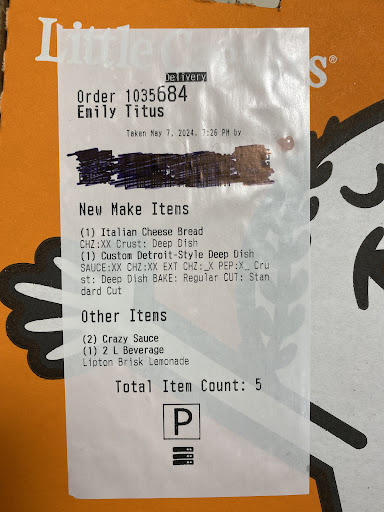 Little Caesars®
Delivery
Order 1035684
Emily Titus
Taken May 7, 2024, 7:26 PM by
New Make Items
(1) Italian Cheese Bread
CHZ:XX Crust: Deep Dish
(1) Custom Detroit-Style Deep Dish
SAUCE:XX CHZ:XX EXT CHZ:_X PEP:X_ Cru
st: Deep Dish BAKE: Regular CUT: Stan
dard Cut
Other Items
(2) Crazy Sauce
(1) 2 L Beverage
Lipton Brisk Lemonade
Total Item Count: 5
P